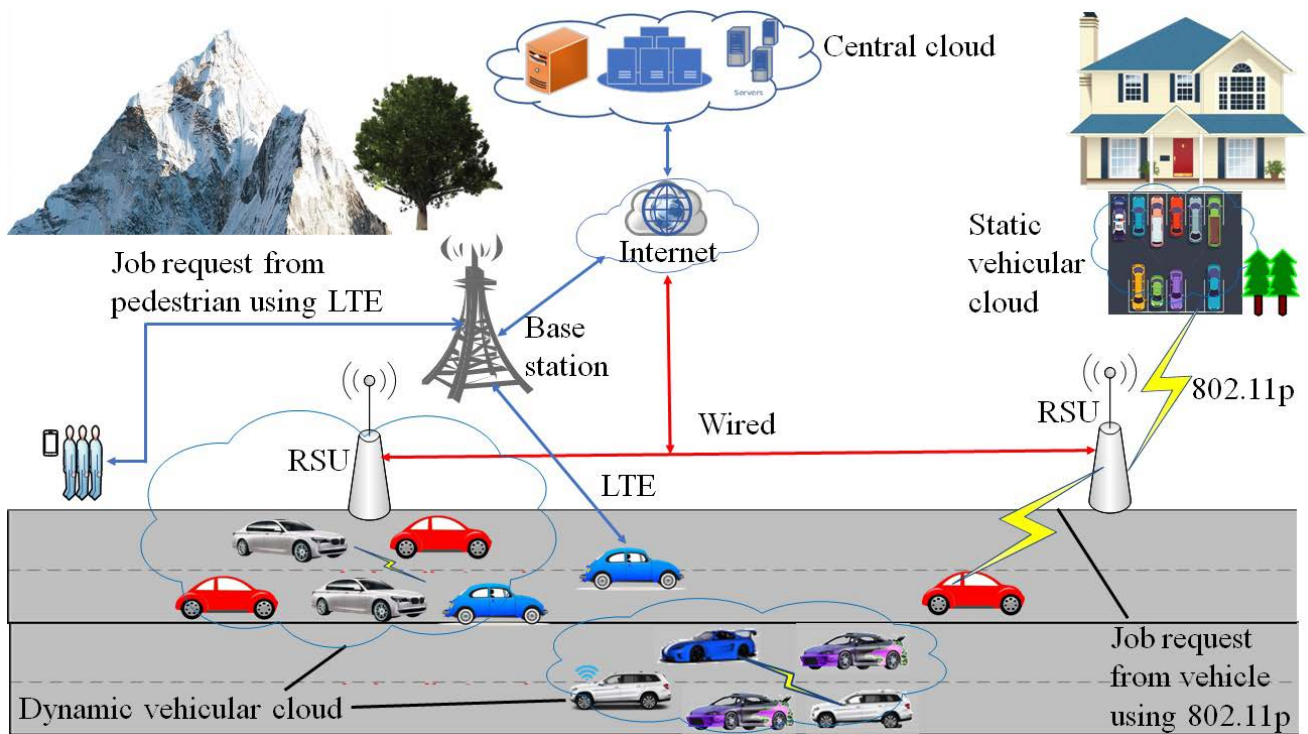 Central cloud
Servers
Internet
Static
vehicular
cloud
Job request from
pedestrian using LTE
Base
station
802.11p
RSU
Wired
RSU
LTE
Job request
from vehicle
using 802.11p
Dynamic vehicular cloud